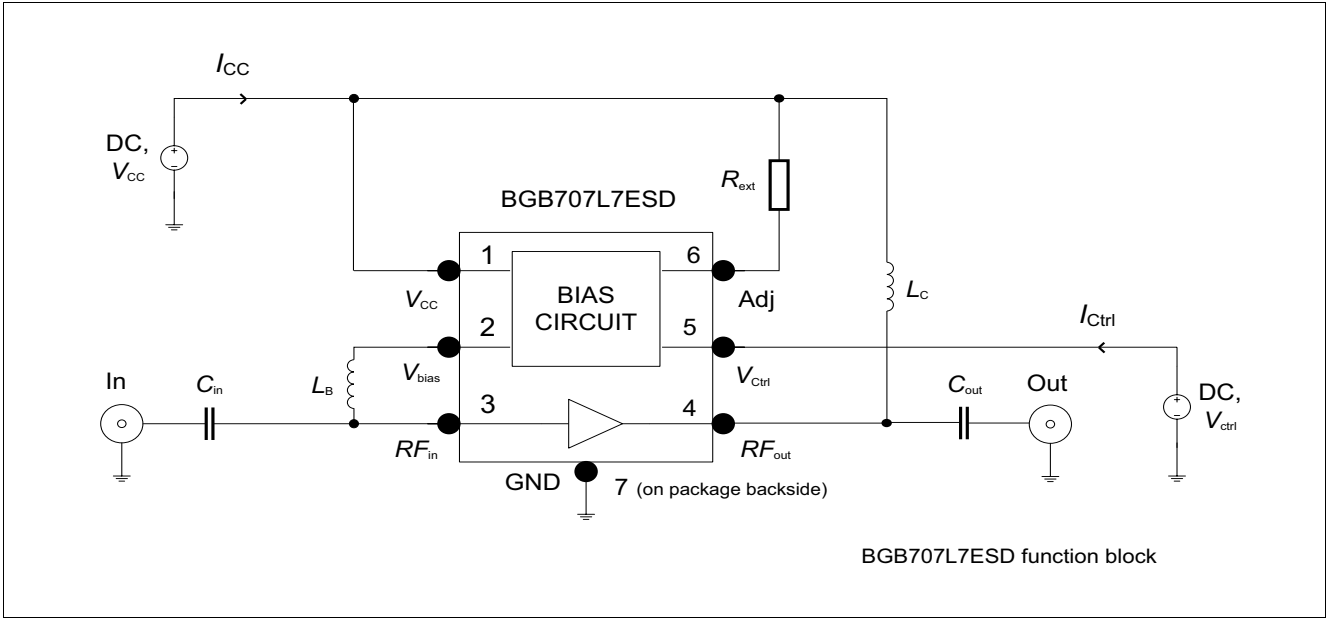 ICC
DC,
VCC
Rext
BGB707L7ESD
1
6
VCC
BIAS
CIRCUIT
Adj
LC
2
5
ICtrl
Vbias
VCtrl
In
Cin
LB
3
4
Cout
Out
DC,
Vctrl
RFin
RFout
GND
7 (on package backside)
BGB707L7ESD function block